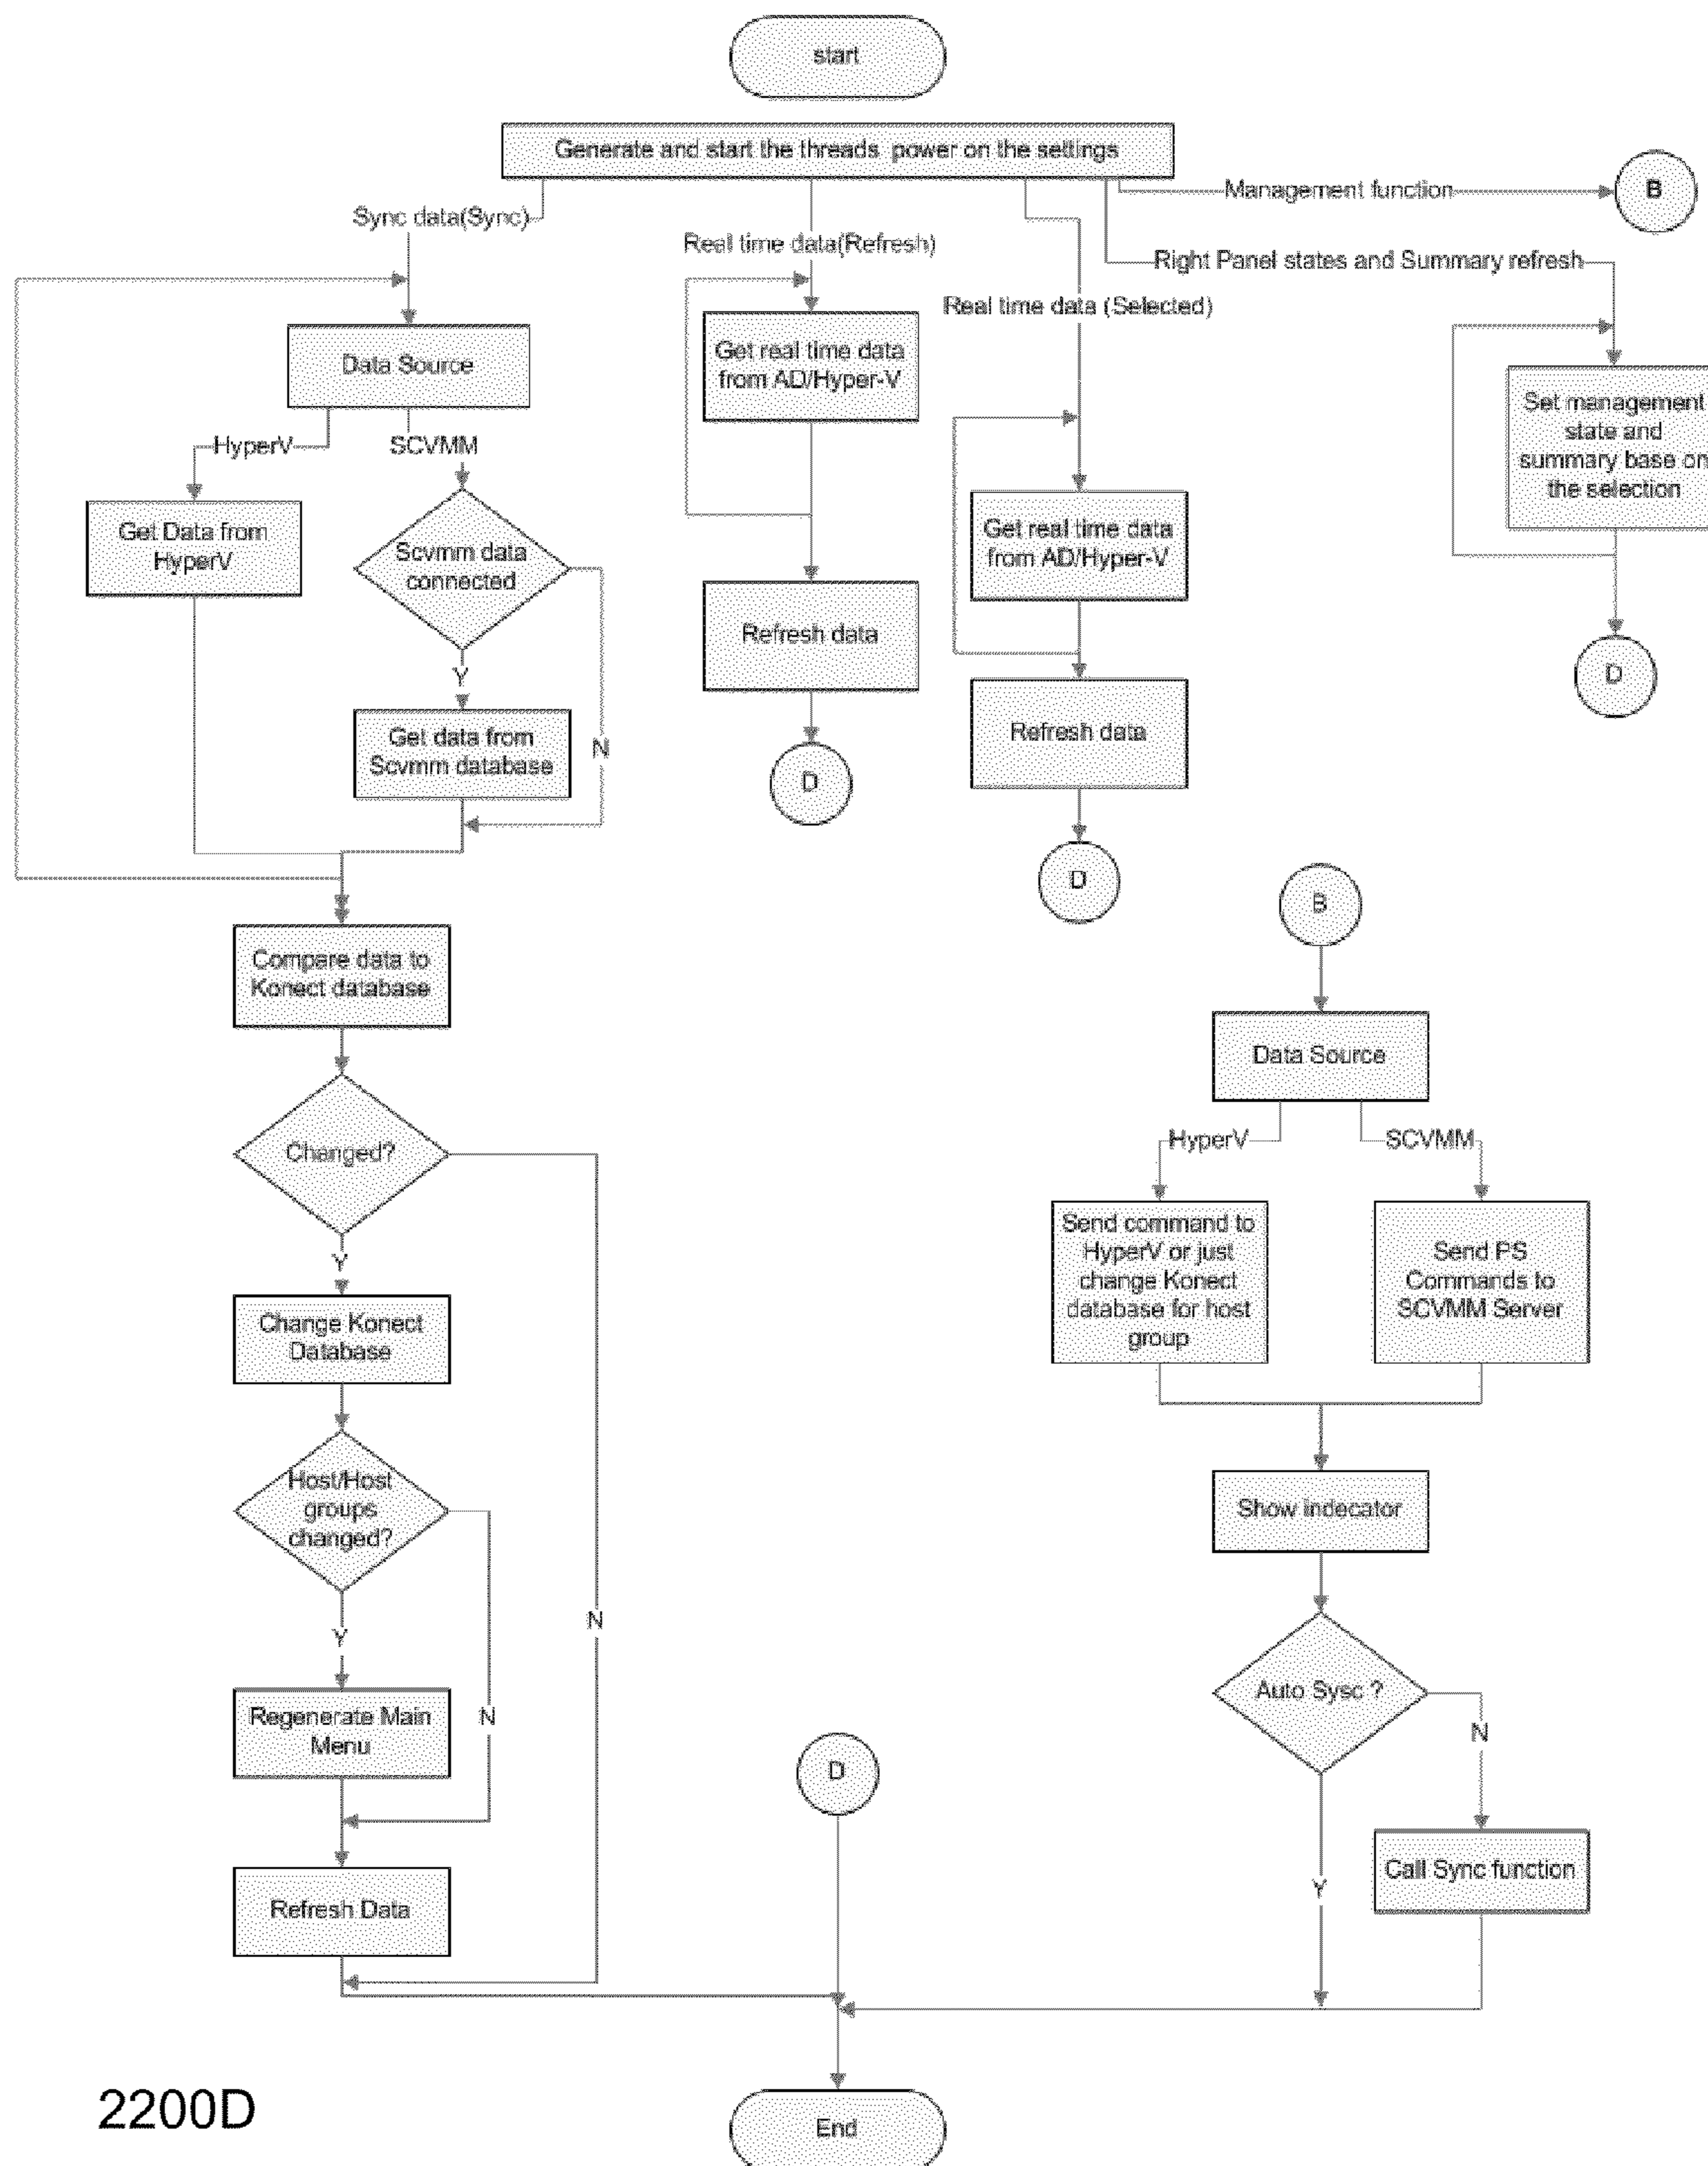 start
Generate and start the threads power on the settings
Management function
B
Sync data(Sync)
Real time data(Refresh)
Right Panel states and Summary refresh
Real time data (Selected)
Data Source
Get real time data
from AD/Hyper-V
Set management
state and
summary base on
the selection
HyperV
SCVMM
Get Data from
HyperV
Scvmm data
connected
Get real time data
from AD/Hyper-V
Refresh data
Y
D
Get data from
Scvmm database
N
Refresh data
D
D
B
Compare data to
Konect database
Data Source
Changed?
HyperV
SCVMM
Send command to
HyperV or just
change Konect
database for host
group
Send PS
Commands to
SCVMM Server
Y
Change Konect
Database
Host/Host
groups
changed?
Show indecator
N
Y
Auto Sysc ?
N
Regenerate Main
Menu
N
D
Call Sync function
Y
Refresh Data
2200D
End